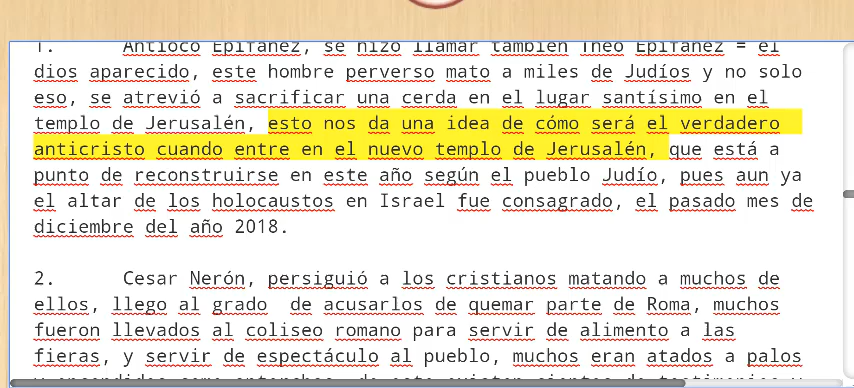 1. Antioco Epifanez, se hizo llamar también Theo Epifanez = el
dios aparecido, este hombre perverso mato a miles de Judíos y no solo
eso, se atrevió a sacrificar una cerda en el lugar santísimo en el
templo de Jerusalén, esto nos da una idea de cómo será el verdadero
anticristo cuando entre en el nuevo templo de Jerusalén, que está a
punto de reconstruirse en este año según el pueblo Judío, pues aun ya
el altar de los holocaustos en Israel fue consagrado, el pasado mes de
diciembre del año 2018.
2. Cesar Nerón, persiguió a los cristianos matando a muchos de
ellos, llego al grado de acusarlos de quemar parte de Roma, muchos
fueron llevados al coliseo romano para servir de alimento a las
fieras, y servir de espectáculo al pueblo, muchos eran atados a palos